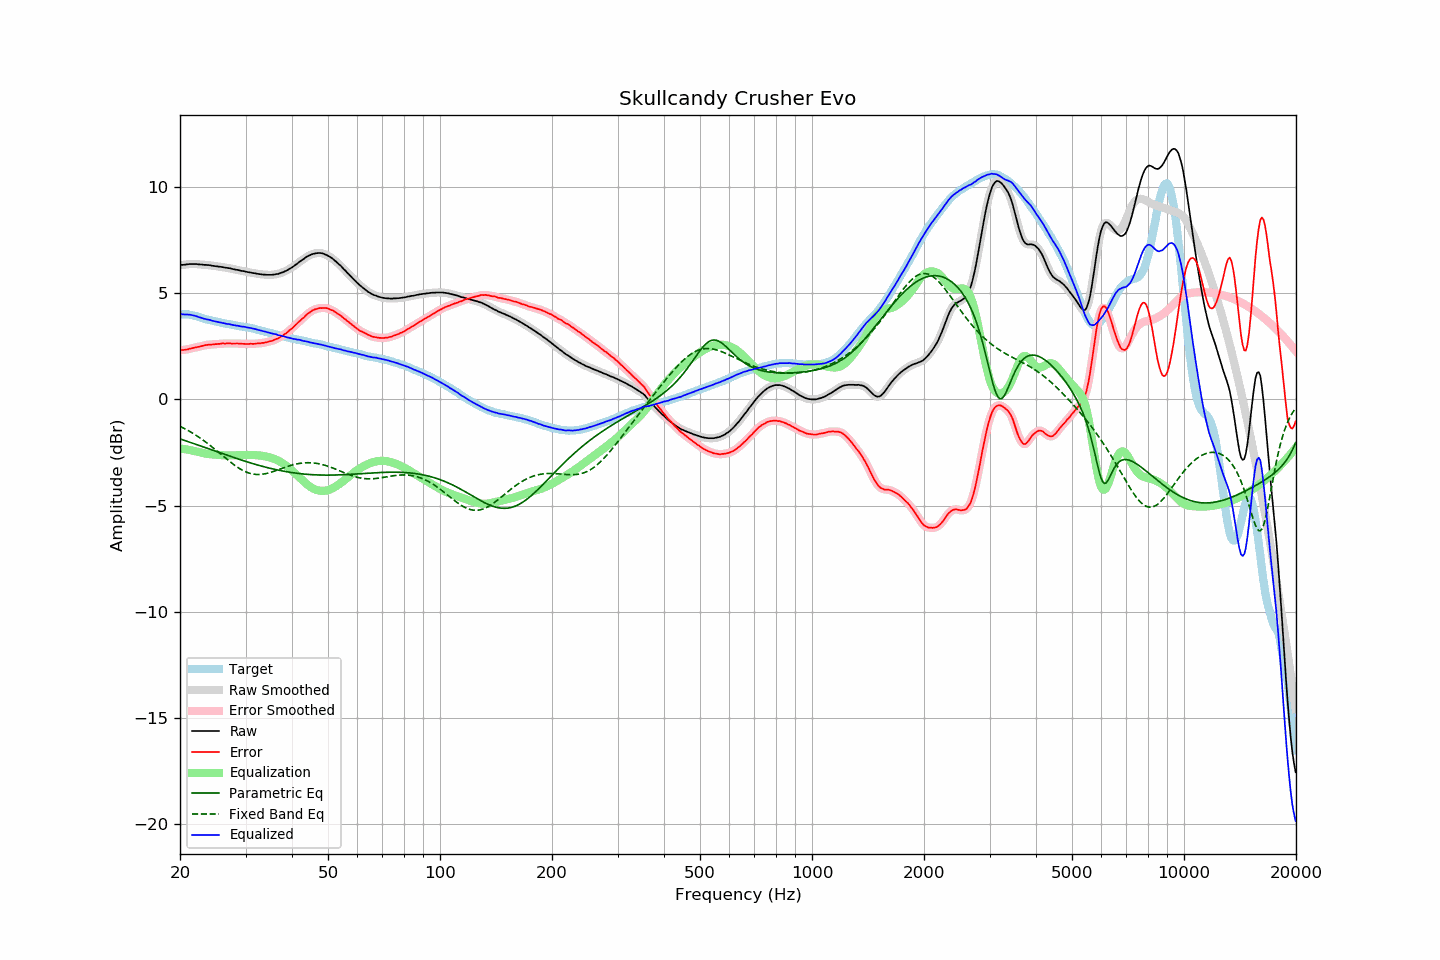 Skullcandy Crusher Evo
Amplitude (dBr)
10
5
0
−5
−10
−15
−20
Target
Raw Smoothed
Error Smoothed
Raw
Error
Equalization
Parametric Eq
Fixed Band Eq
Equalized
20 50 100 200 500 1000 2000 5000 10000 20000
Frequency (Hz)